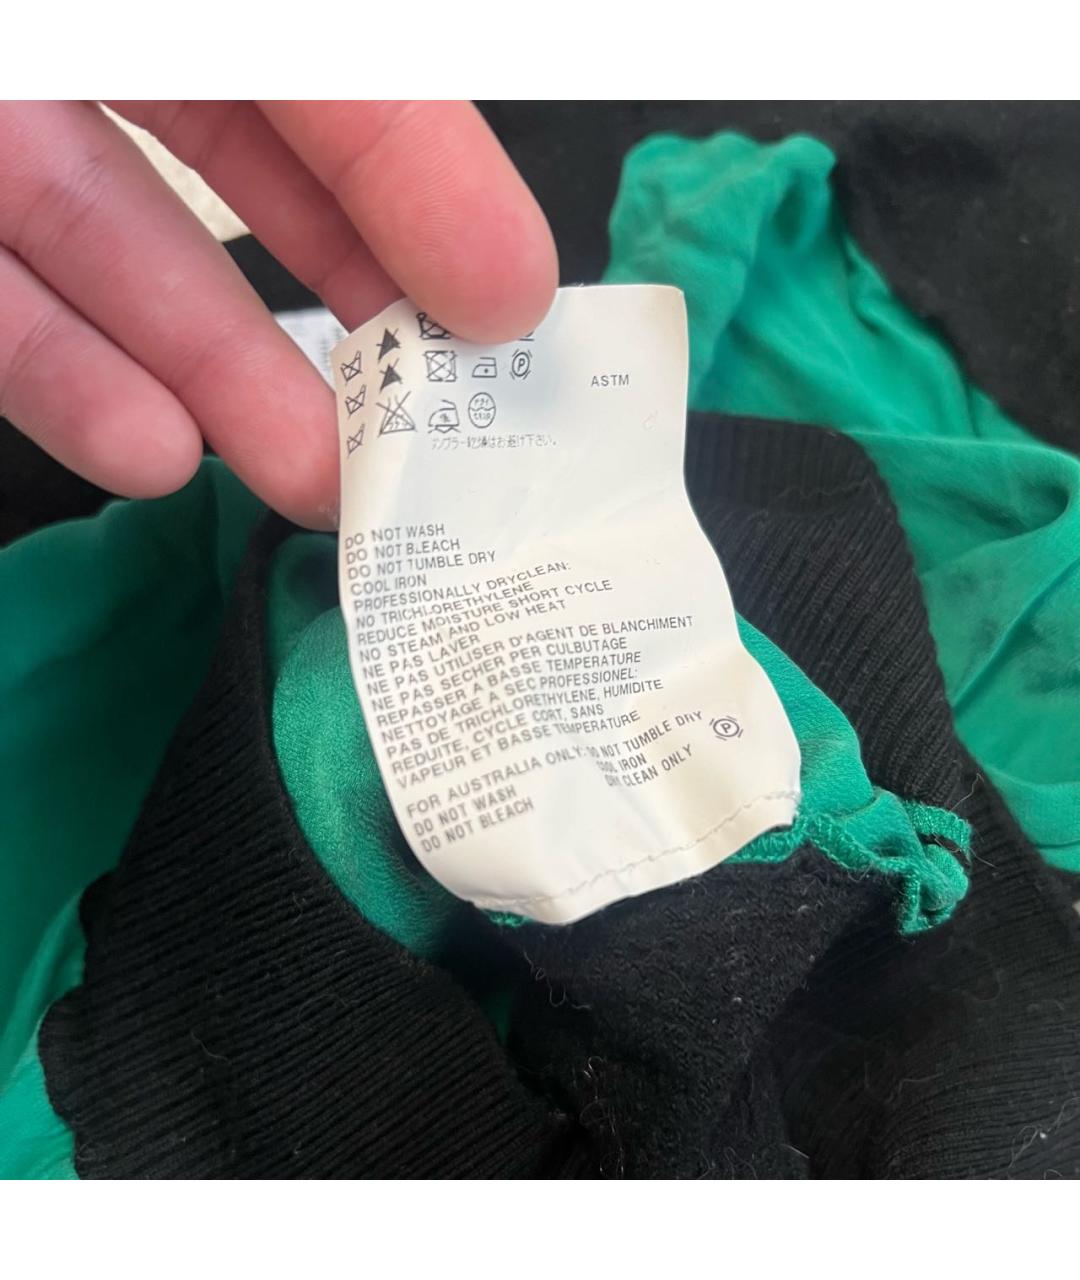 ASTM
P
タンブラー乾燥はお避け下さい。
DO NOT WASH
DO NOT BLEACH
DO NOT TUMBLE DRY
COOL IRON
PROFESSIONALLY DRYCLEAN:
NO TRICHLORETHYLENE
REDUCE MOISTURE SHORT CYCLE
NO STEAM AND LOW HEAT
NE PAS LAVER
NE PAS UTILISER D'AGENT DE BLANCHIMENT
NE PAS SECHER PER CULBUTAGE
REPASSER A BASSE TEMPERATURE
NETTOYAGE A SEC PROFESSIONEL:
PAS DE TRICHLORETHYLENE, HUMIDITE
REDUITE, CYCLE CORT, SANS
VAPEUR ET BASSE TEMPERATURE
FOR AUSTRALIA ONLY: DO NOT TUMBLE DRY P
DO NOT WASH COOL IRON
DO NOT BLEACH DRY CLEAN ONLY